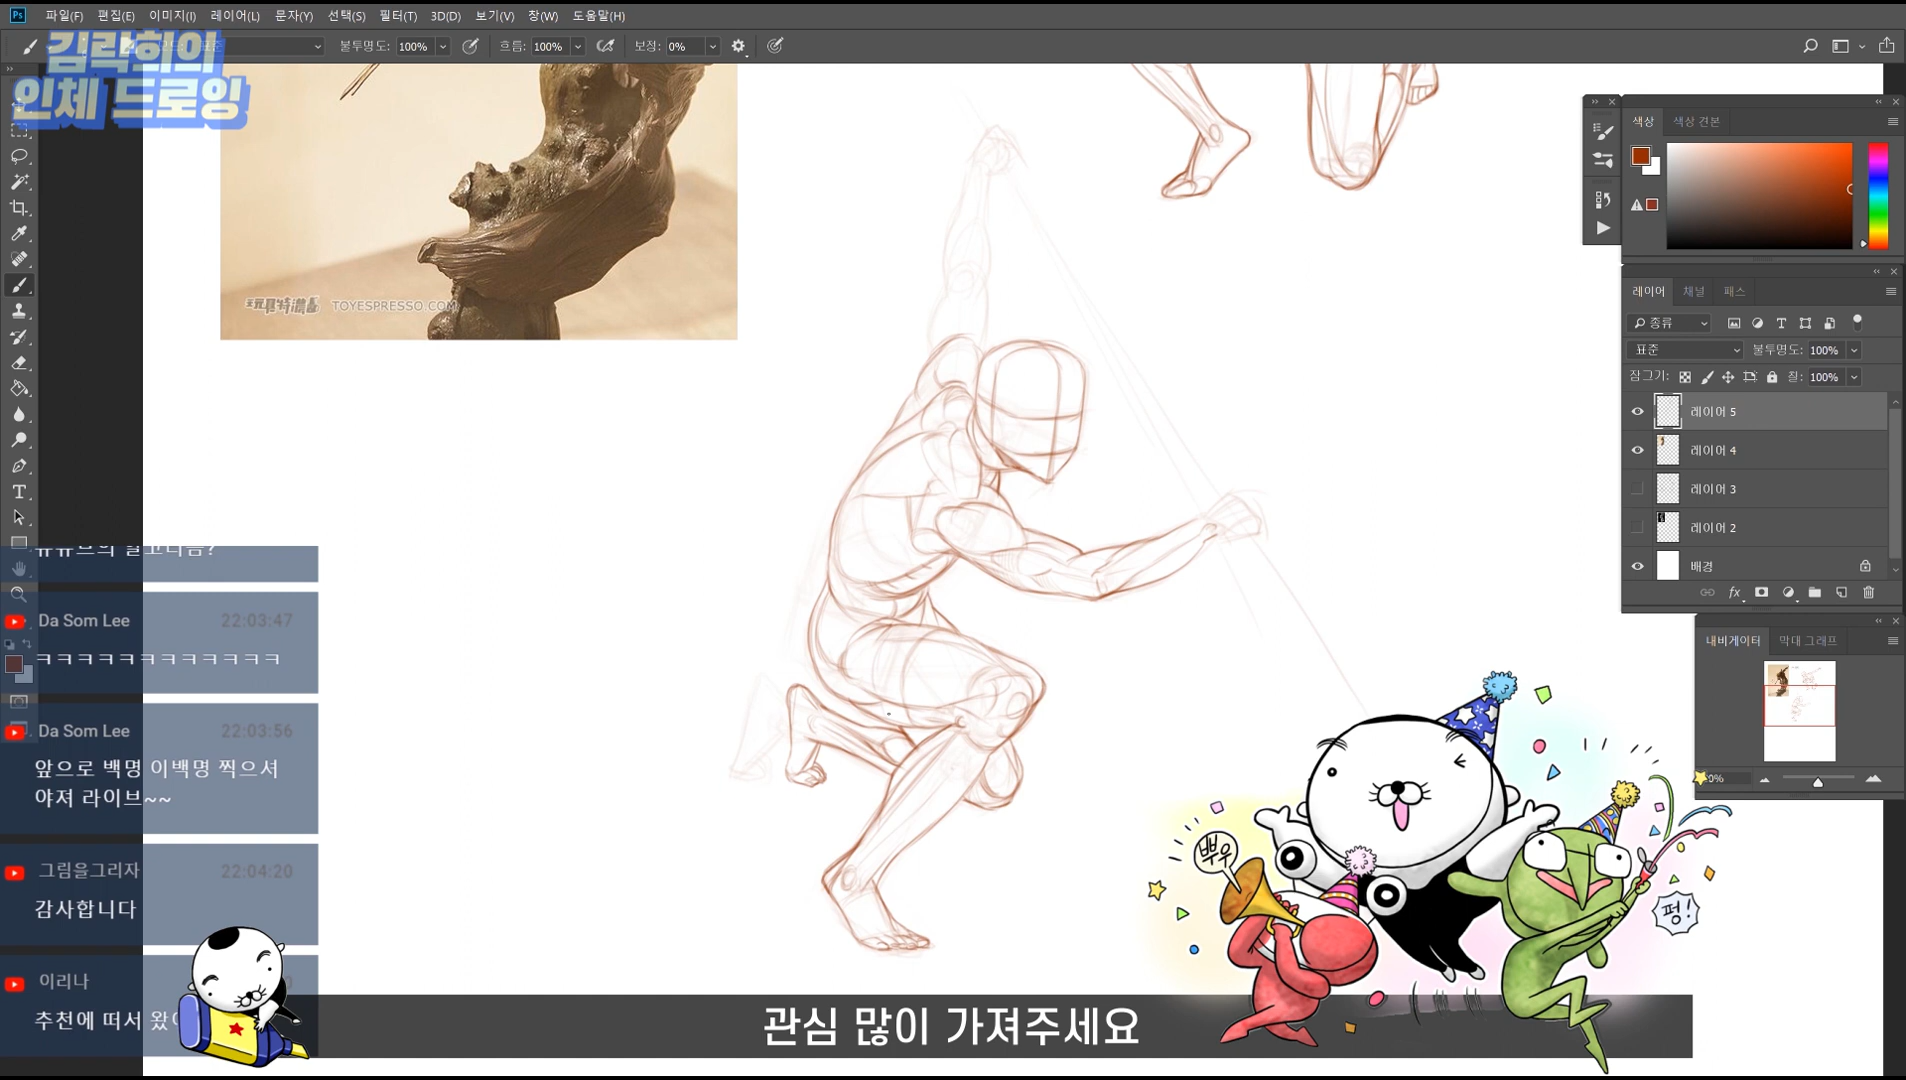 Ps 파일(F) 편집(E) 이미지(I) 레이어(L) 문자(Y) 선택(S) 필터(T) 3D(D) 보기(V) 창(W) 도움말(H)
불투명도: 100% 흐름: 100% 보정: 0%
김락희의
인체 드로잉
TOYESPRESSO.COM
색상 색상 견본
레이어 채널 패스
종류
표준 불투명도: 100%
잠그기: 칠: 100%
레이어 5
레이어 4
레이어 3
레이어 2
배경
fx
내비게이터 막대 그래프
Da Som Lee 22:03:47
ㅋㅋㅋㅋㅋㅋㅋㅋㅋㅋㅋㅋ
Da Som Lee 22:03:56
앞으로 백명 이백명 찍으셔
야져 라이브~~
그림을그리자 22:04:20
감사합니다
이리나
추천에 떠서
뿌우
펑!
관심 많이 가져주세요